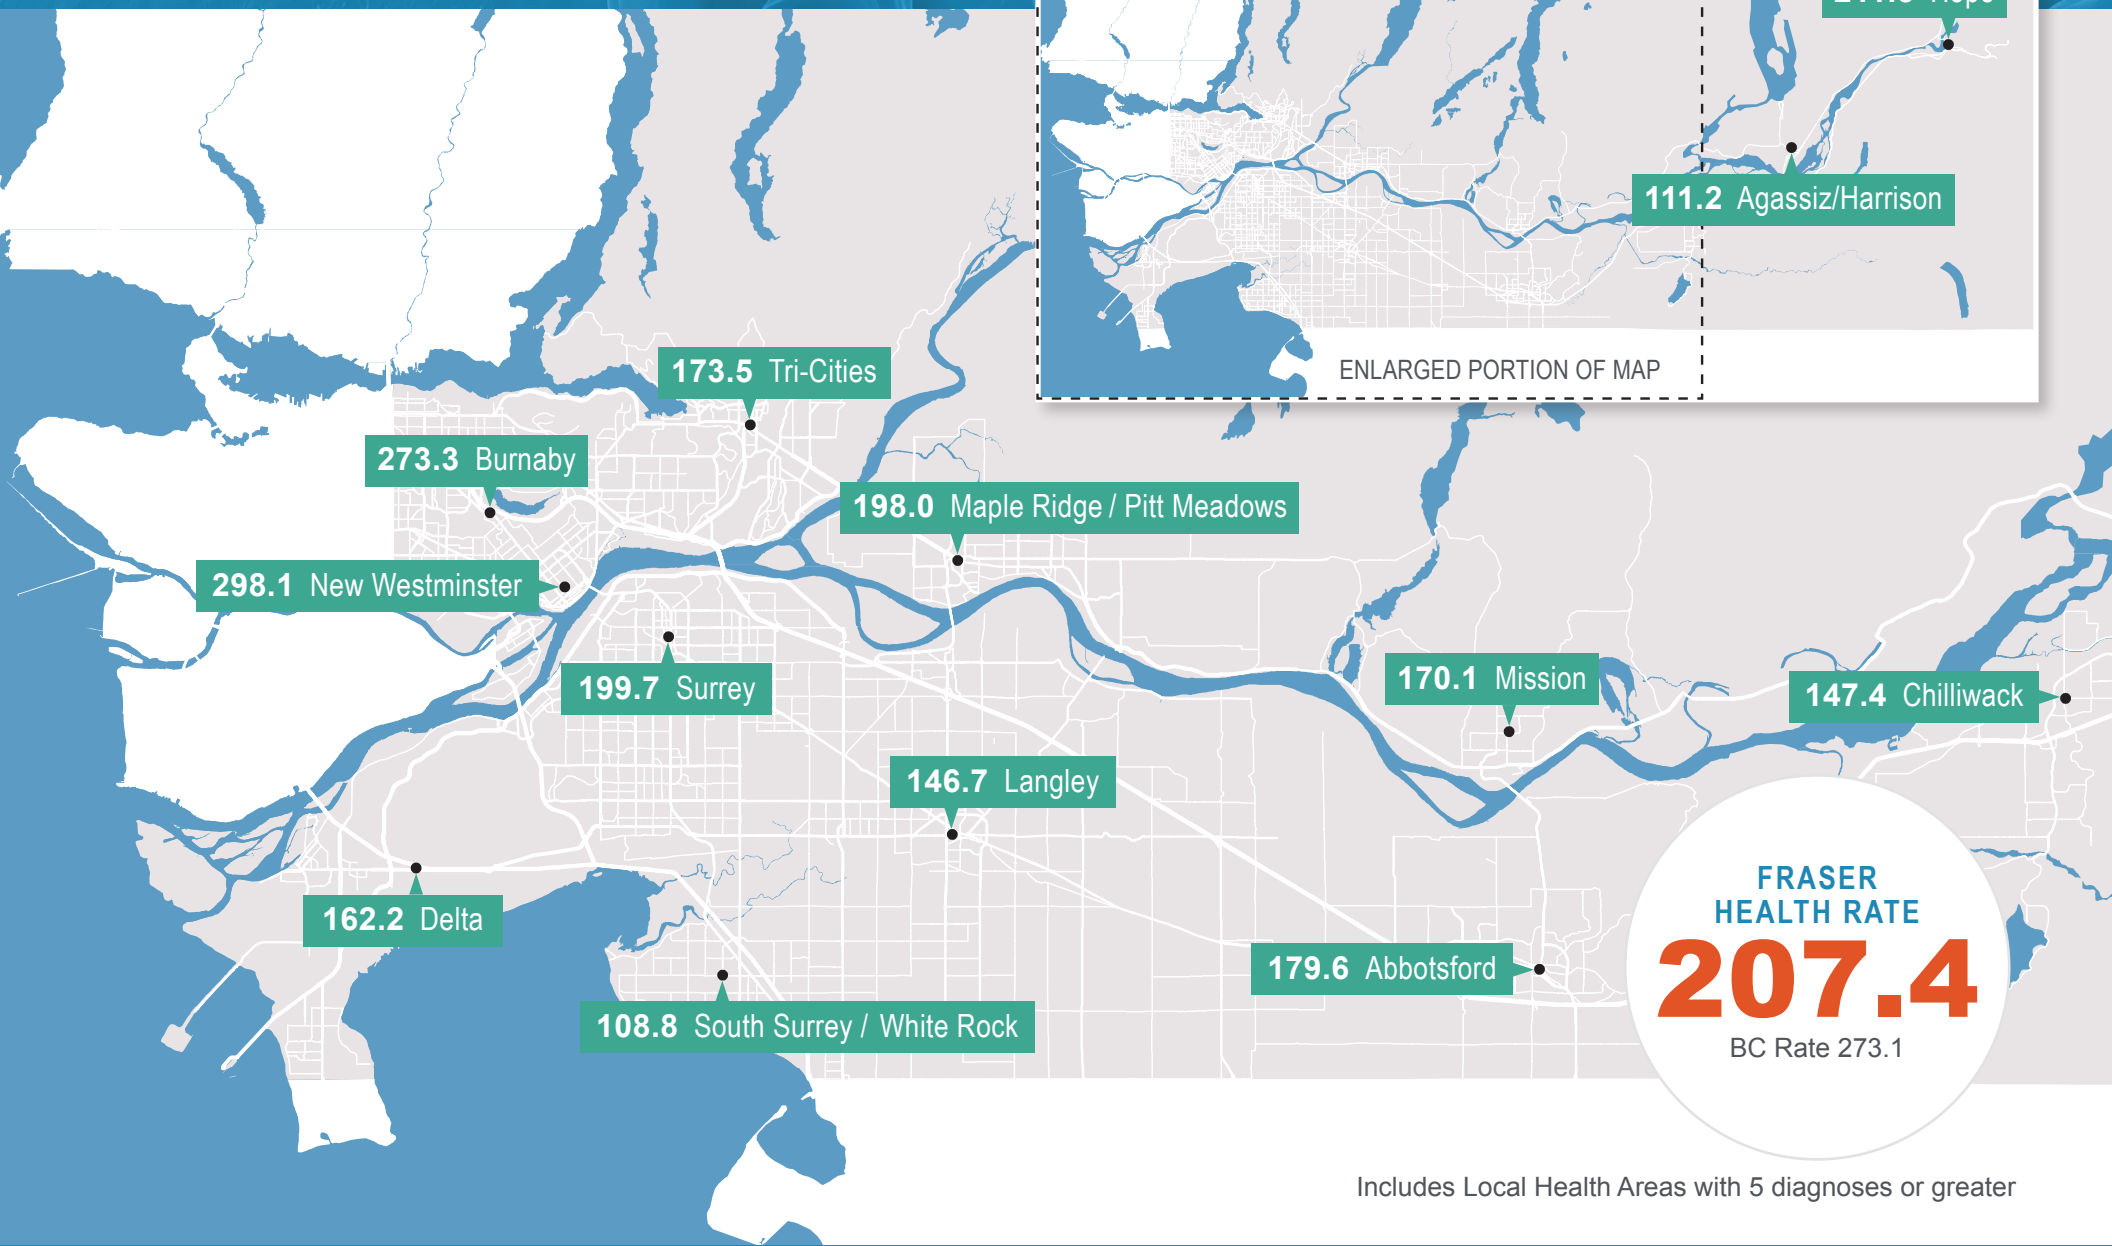 Hope
111.2 Agassiz/Harrison
ENLARGED PORTION OF MAP
173.5 Tri-Cities
273.3 Burnaby
198.0 Maple Ridge / Pitt Meadows
298.1 New Westminster
199.7 Surrey
170.1 Mission
147.4 Chilliwack
146.7 Langley
162.2 Delta
179.6 Abbotsford
108.8 South Surrey / White Rock
FRASER
HEALTH RATE
207.4
BC Rate 273.1
Includes Local Health Areas with 5 diagnoses or greater